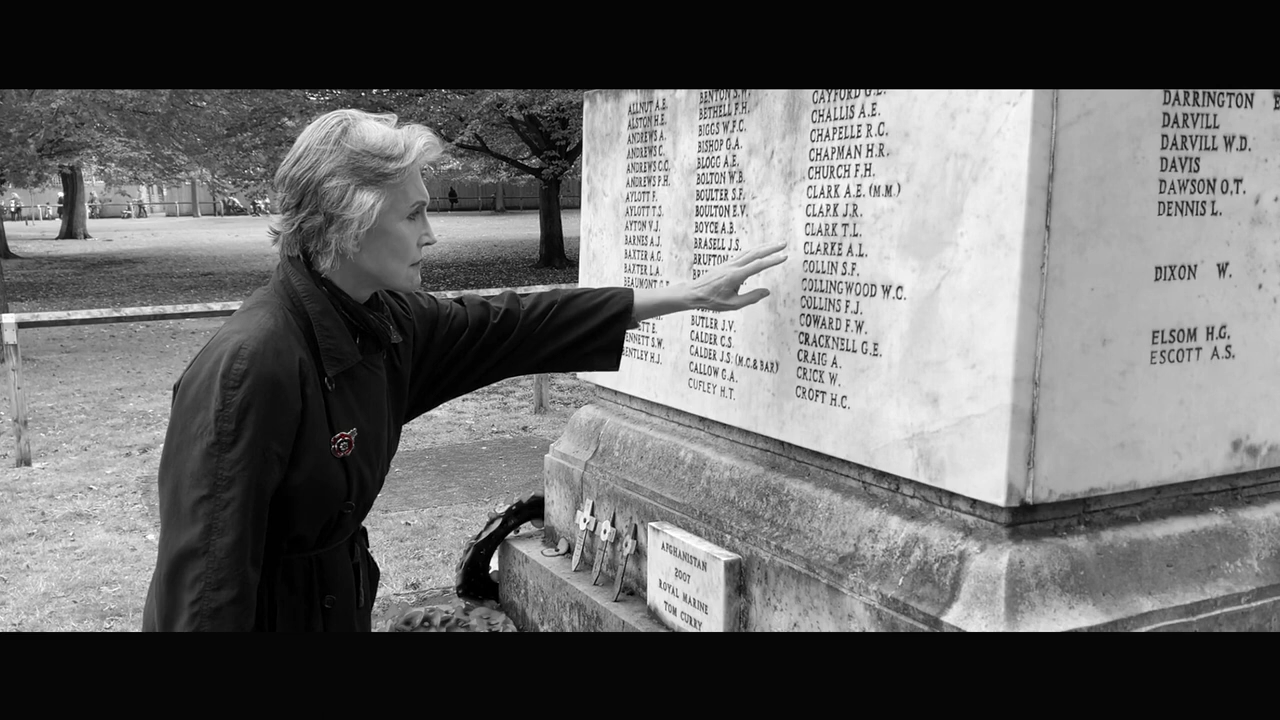 ALLNUT A.E.
ALSTON H.E.
ANDREWS A.
ANDREWS C.
ANDREWS C.C.
ANDREWS P.H.
AYLOTT F.
AYLOTT T.S.
AYTON V.J.
BARNES A.J.
BAXTER A.G.
BAXTER L.A.
BEAUMONT
BENTLEY H.J.
BENTON S.W.
BETHELL F.H.
BIGGS W.F.C.
BISHOP G.A.
BLOGG A.E.
BOLTON W.B.
BOULTER S.F.
BOULTON E.V.
BOYCE A.B.
BRASELL J.S.
BUTLER J.V.
CALDER C.S.
CALDER J.S. (M.C. & BAR)
CALLOW G.A.
CUFLEY H.T.
CAYFORD G.E.
CHALLIS A.E.
CHAPELLE R.C.
CHAPMAN H.R.
CHURCH F.H.
CLARK A.E. (M.M.)
CLARK J.R.
CLARK T.L.
CLARKE A.L.
COLLIN S.F.
COLLINGWOOD W.C.
COLLINS F.J.
COWARD F.W.
CRACKNELL G.E.
CRAIG A.
CRICK W.
CROFT H.C.
DARRINGTON
DARVILL
DARVILL W.D.
DAVIS
DAWSON O.T.
DENNIS L.
DIXON W.
ELSOM H.G.
ESCOTT A.S.
AFGHANISTAN
2007
ROYAL MARINE
TOM CURRY